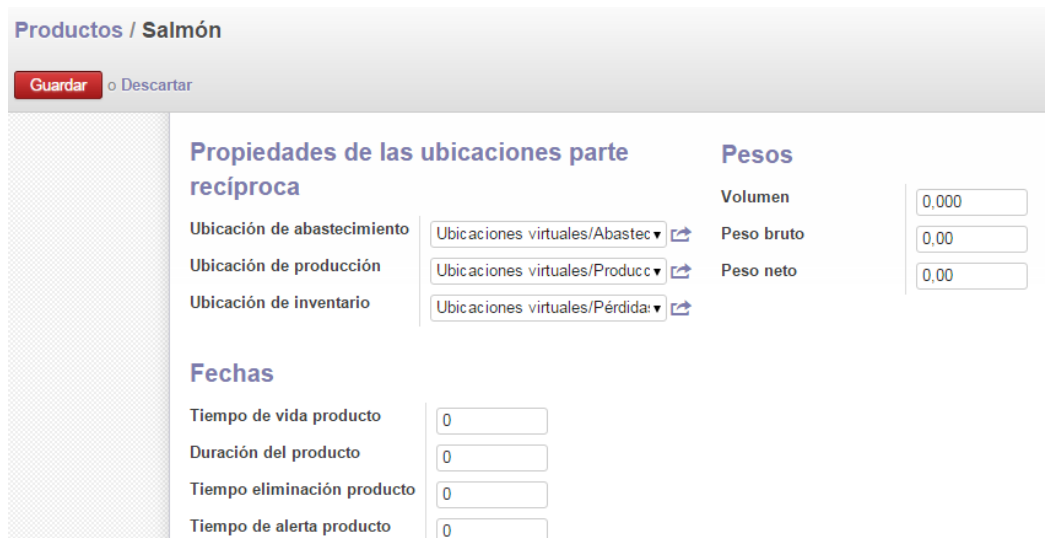 Productos / Salmón
Guardar o Descartar
Propiedades de las ubicaciones parte
recíproca
Ubicación de abastecimiento Ubicaciones virtuales/Abastec
Ubicación de producción Ubicaciones virtuales/Producc
Ubicación de inventario Ubicaciones virtuales/Pérdidas
Pesos
Volumen 0,000
Peso bruto 0,00
Peso neto 0,00
Fechas
Tiempo de vida producto 0
Duración del producto 0
Tiempo eliminación producto 0
Tiempo de alerta producto 0